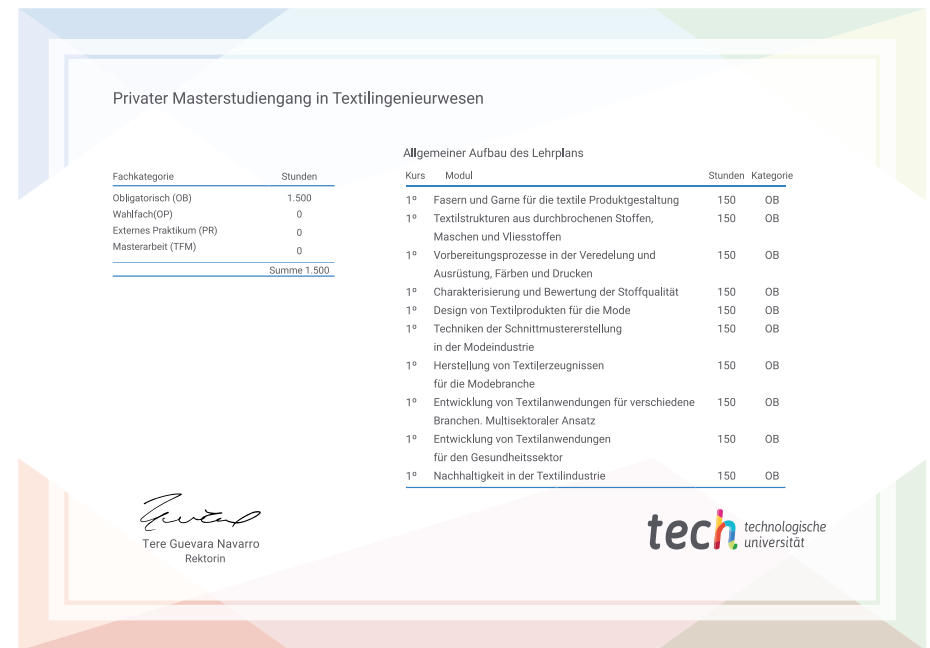 Privater Masterstudiengang in Textilingenieurwesen
Fachkategorie Stunden
Obligatorisch (OB) 1.500
Wahlfach(OP) 0
Externes Praktikum (PR) 0
Masterarbeit (TFM) 0
Summe 1.500
Allgemeiner Aufbau des Lehrplans
Kurs Modul Stunden Kategorie
1º Fasern und Garne für die textile Produktgestaltung 150 OB
1º Textilstrukturen aus durchbrochenen Stoffen, 150 OB
Maschen und Vliesstoffen
1º Vorbereitungsprozesse in der Veredelung und 150 OB
Ausrüstung, Färben und Drucken
1º Charakterisierung und Bewertung der Stoffqualität 150 OB
1º Design von Textilprodukten für die Mode 150 OB
1º Techniken der Schnittmustererstellung 150 OB
in der Modeindustrie
1º Herstellung von Textilerzeugnissen 150 OB
für die Modebranche
1º Entwicklung von Textilanwendungen für verschiedene 150 OB
Branchen. Multisektoraler Ansatz
1º Entwicklung von Textilanwendungen 150 OB
für den Gesundheitssektor
1º Nachhaltigkeit in der Textilindustrie 150 OB
Tere Guevara Navarro
Rektorin
tech technologische
universität